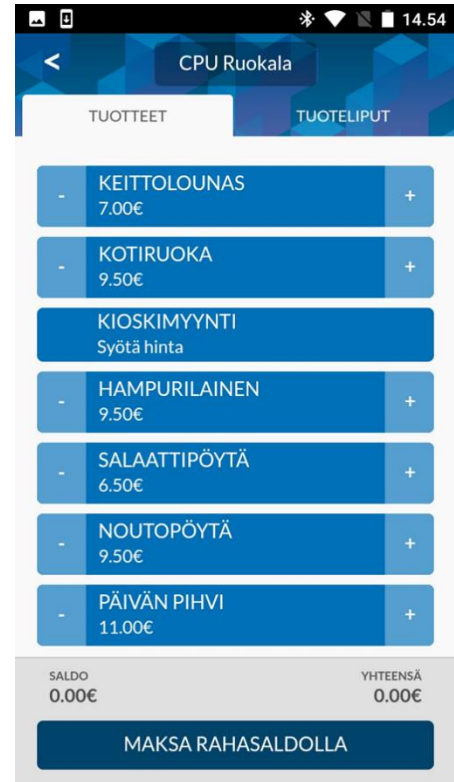 14.54
<
CPU Ruokala
TUOTTEET TUOTELIPUT
- KEITTOLOUNAS +
7.00€
- KOTIRUOKA +
9.50€
KIOSKIMYYNTI
Syötä hinta
- HAMPURILAINEN +
9.50€
- SALAATTIPÖYTÄ +
6.50€
- NOUTOPÖYTÄ +
9.50€
- PÄIVÄN PIHVI +
11.00€
SALDO YHTEENSÄ
0.00€ 0.00€
MAKSA RAHASALDOLLA